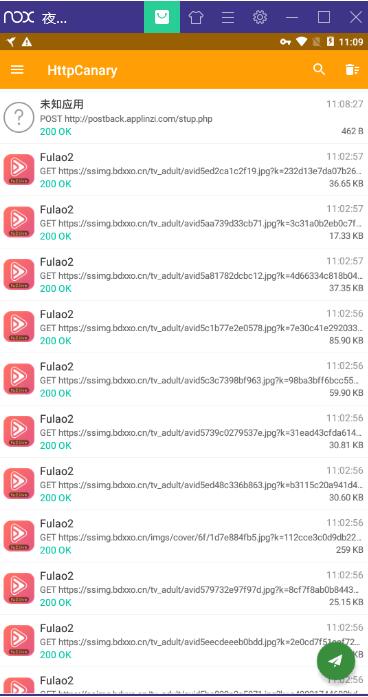 nox 夜...
11:09
HttpCanary
未知应用 11:08:27
POST http://postback.applinzi.com/stup.php
200 OK 462 B
Fulao2 11:02:57
GET https://ssimg.bdxxo.cn/tv_adult/avid5ed2ca1c2f19.jpg?k=232d13e7da07b26...
200 OK 36.65 KB
Fulao2 11:02:57
GET https://ssimg.bdxxo.cn/tv_adult/avid5aa739d33cb71.jpg?k=3c31a0b2eb0c7f...
200 OK 17.33 KB
Fulao2 11:02:57
GET https://ssimg.bdxxo.cn/tv_adult/avid5a81782dcbc12.jpg?k=4d66334c818b04...
200 OK 37.35 KB
Fulao2 11:02:56
GET https://ssimg.bdxxo.cn/tv_adult/avid5c1b77e2e0578.jpg?k=7e30c41e292033...
200 OK 85.90 KB
Fulao2 11:02:56
GET https://ssimg.bdxxo.cn/tv_adult/avid5c3c7398bf963.jpg?k=98ba3bff6bcc55...
200 OK 59.90 KB
Fulao2 11:02:56
GET https://ssimg.bdxxo.cn/tv_adult/avid5739c0279537e.jpg?k=31ead43cfda614...
200 OK 30.81 KB
Fulao2 11:02:56
GET https://ssimg.bdxxo.cn/tv_adult/avid5ed48c336b863.jpg?k=b3115c20a941d4...
200 OK 30.60 KB
Fulao2 11:02:56
GET https://ssimg.bdxxo.cn/imgs/cover/6f/1d7e884fb5.jpg?k=112cce3c0d9db22...
200 OK 259 KB
Fulao2 11:02:56
GET https://ssimg.bdxxo.cn/tv_adult/avid579732e97f97d.jpg?k=8cf7f8ab0b8443...
200 OK 25.15 KB
Fulao2 11:02:56
GET https://ssimg.bdxxo.cn/tv_adult/avid5eecdeeeb0bdd.jpg?k=2e0cd7f51
200 OK KB
Fulao2 11:02:56